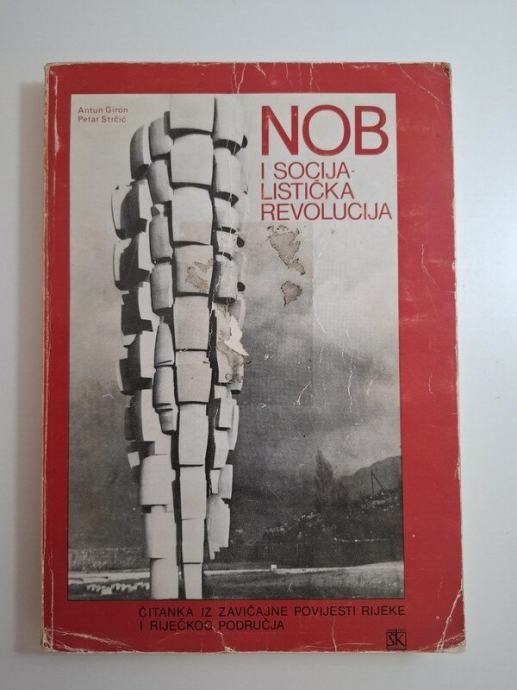 Antun Giron
Petar Strčić
NOB
I SOCIJA-
LISTIČKA
REVOLUCIJA
ČITANKA IZ ZAVIČAJNE POVIJESTI RIJEKE
I RIJEČKOG PODRUČJA
ŠK